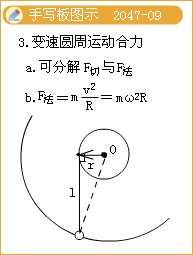 手写板图示 2047-09
3.变速圆周运动合力
a.可分解F切与F法
b.F法=m v²/R=mω²R
O
r
l